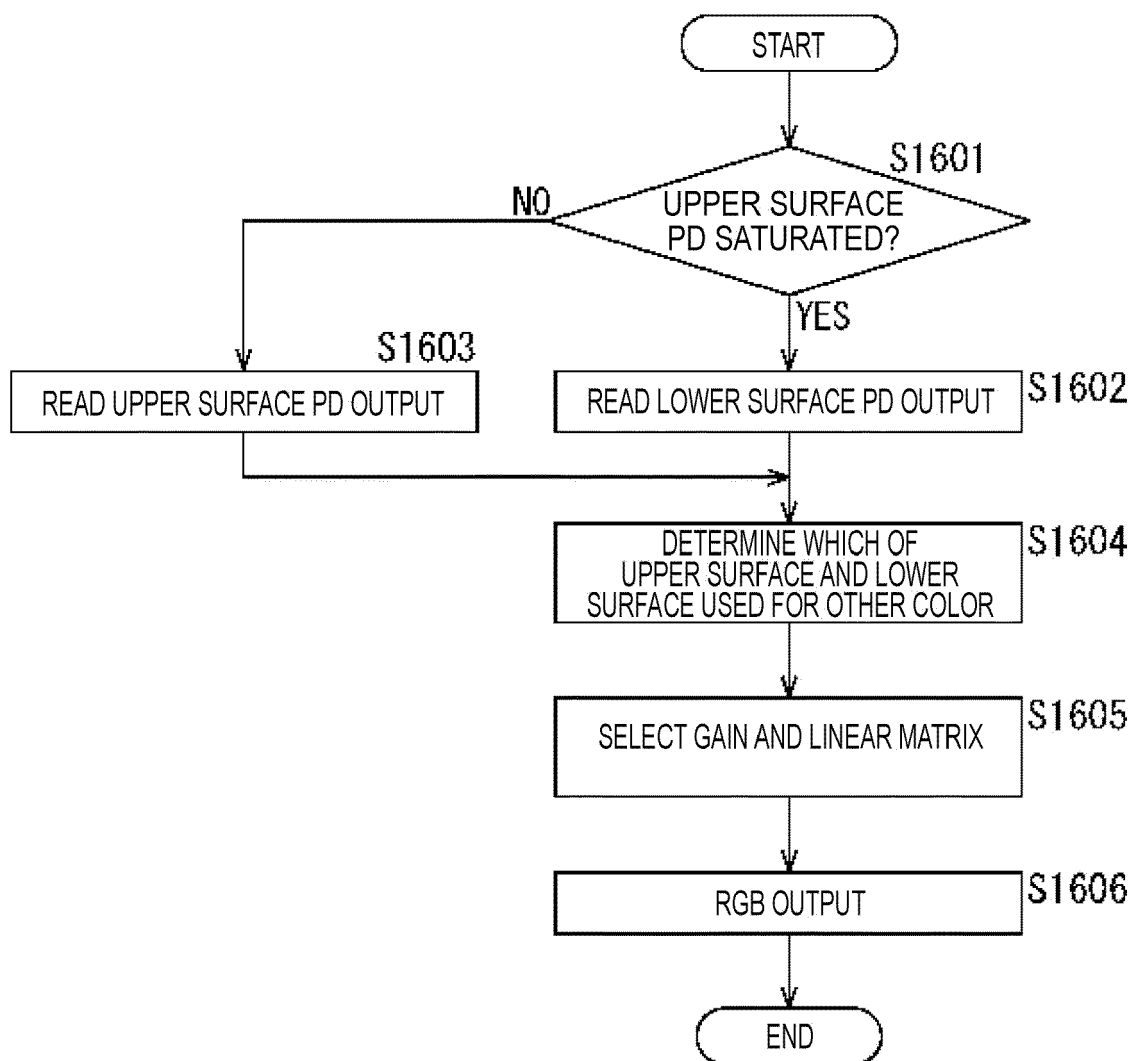 START
S1601
UPPER SURFACE
PD SATURATED?
NO
YES
S1603
READ UPPER SURFACE PD OUTPUT
S1602
READ LOWER SURFACE PD OUTPUT
S1604
DETERMINE WHICH OF
UPPER SURFACE AND LOWER
SURFACE USED FOR OTHER COLOR
S1605
SELECT GAIN AND LINEAR MATRIX
S1606
RGB OUTPUT
END